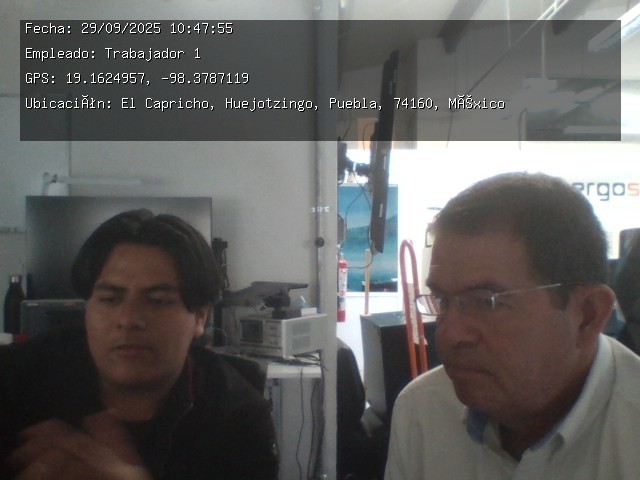 Fecha: 29/09/2025 10:47:55
Empleado: Trabajador 1
GPS: 19.1624957, -98.3787119
UbicaciÃłn: El Capricho, Huejotzingo, Puebla, 74160, MÃ©xico
ergos